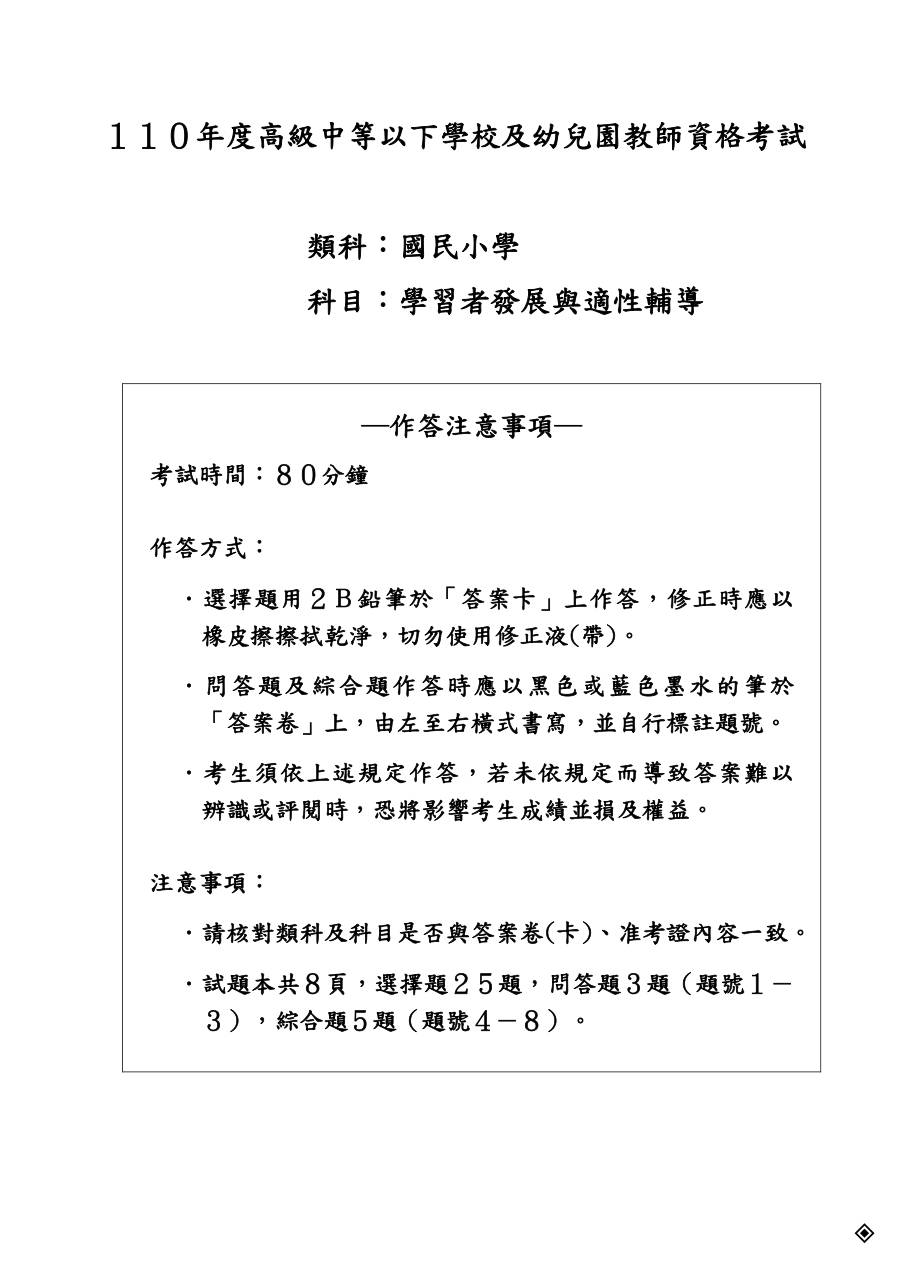 １１０年度高級中等以下學校及幼兒園教師資格考試
類科：國民小學
科目：學習者發展與適性輔導
—作答注意事項—
考試時間：８０分鐘
作答方式：
．選擇題用２Ｂ鉛筆於「答案卡」上作答，修正時應以
橡皮擦擦拭乾淨，切勿使用修正液(帶)。
．問答題及綜合題作答時應以黑色或藍色墨水的筆於
「答案卷」上，由左至右橫式書寫，並自行標註題號。
．考生須依上述規定作答，若未依規定而導致答案難以
辨識或評閱時，恐將影響考生成績並損及權益。
注意事項：
．請核對類科及科目是否與答案卷(卡)、准考證內容一致。
．試題本共８頁，選擇題２５題，問答題３題（題號１－
３），綜合題５題（題號４－８）。